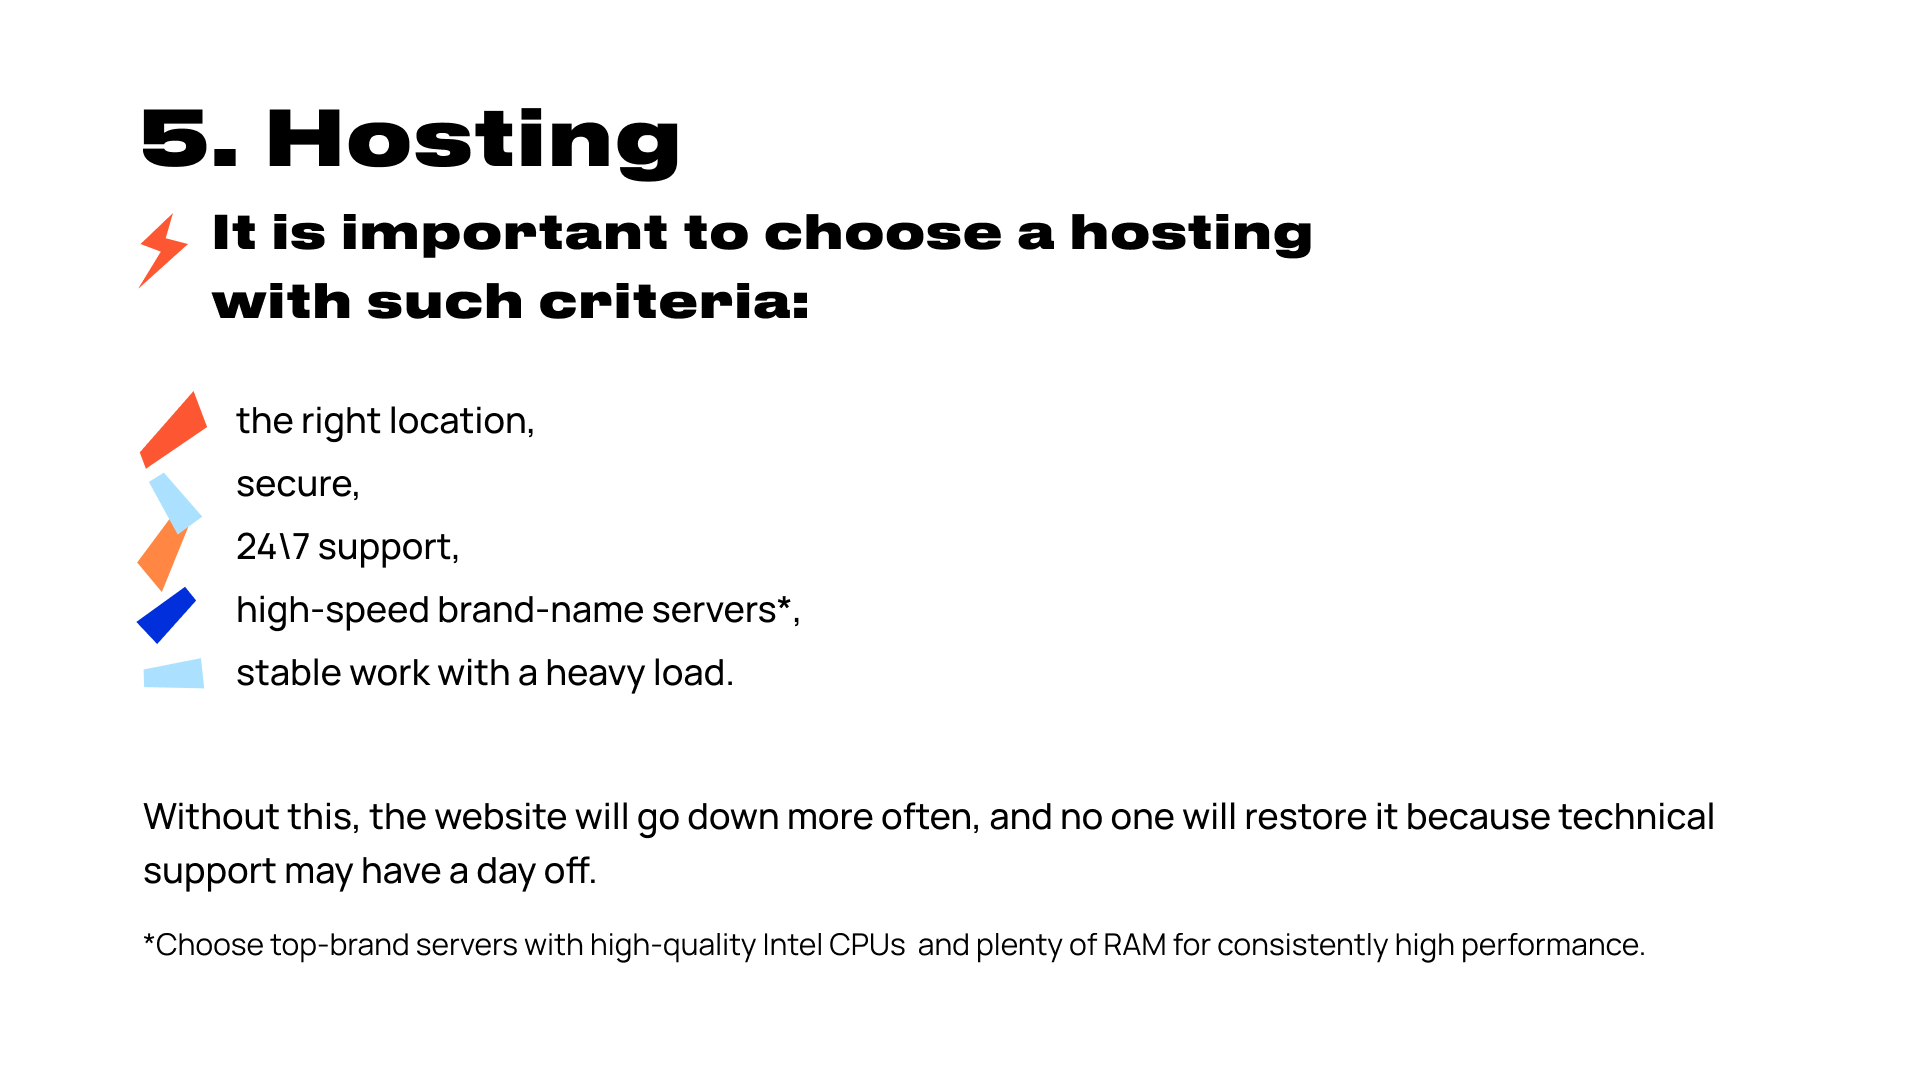 5. Hosting
It is important to choose a hosting
with such criteria:
the right location,
secure,
24\7 support,
high-speed brand-name servers*,
stable work with a heavy load.
Without this, the website will go down more often, and no one will restore it because technical
support may have a day off.
*Choose top-brand servers with high-quality Intel CPUs  and plenty of RAM for consistently high performance.